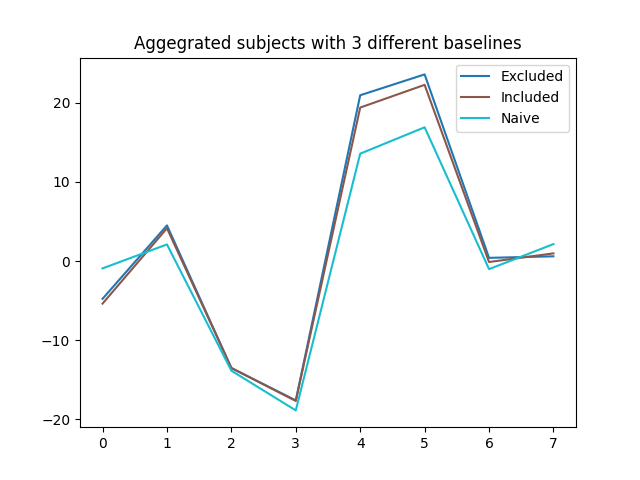 Aggegrated subjects with 3 different baselines
Excluded
Included
Naive
20
10
0
−10
−20
0 1 2 3 4 5 6 7